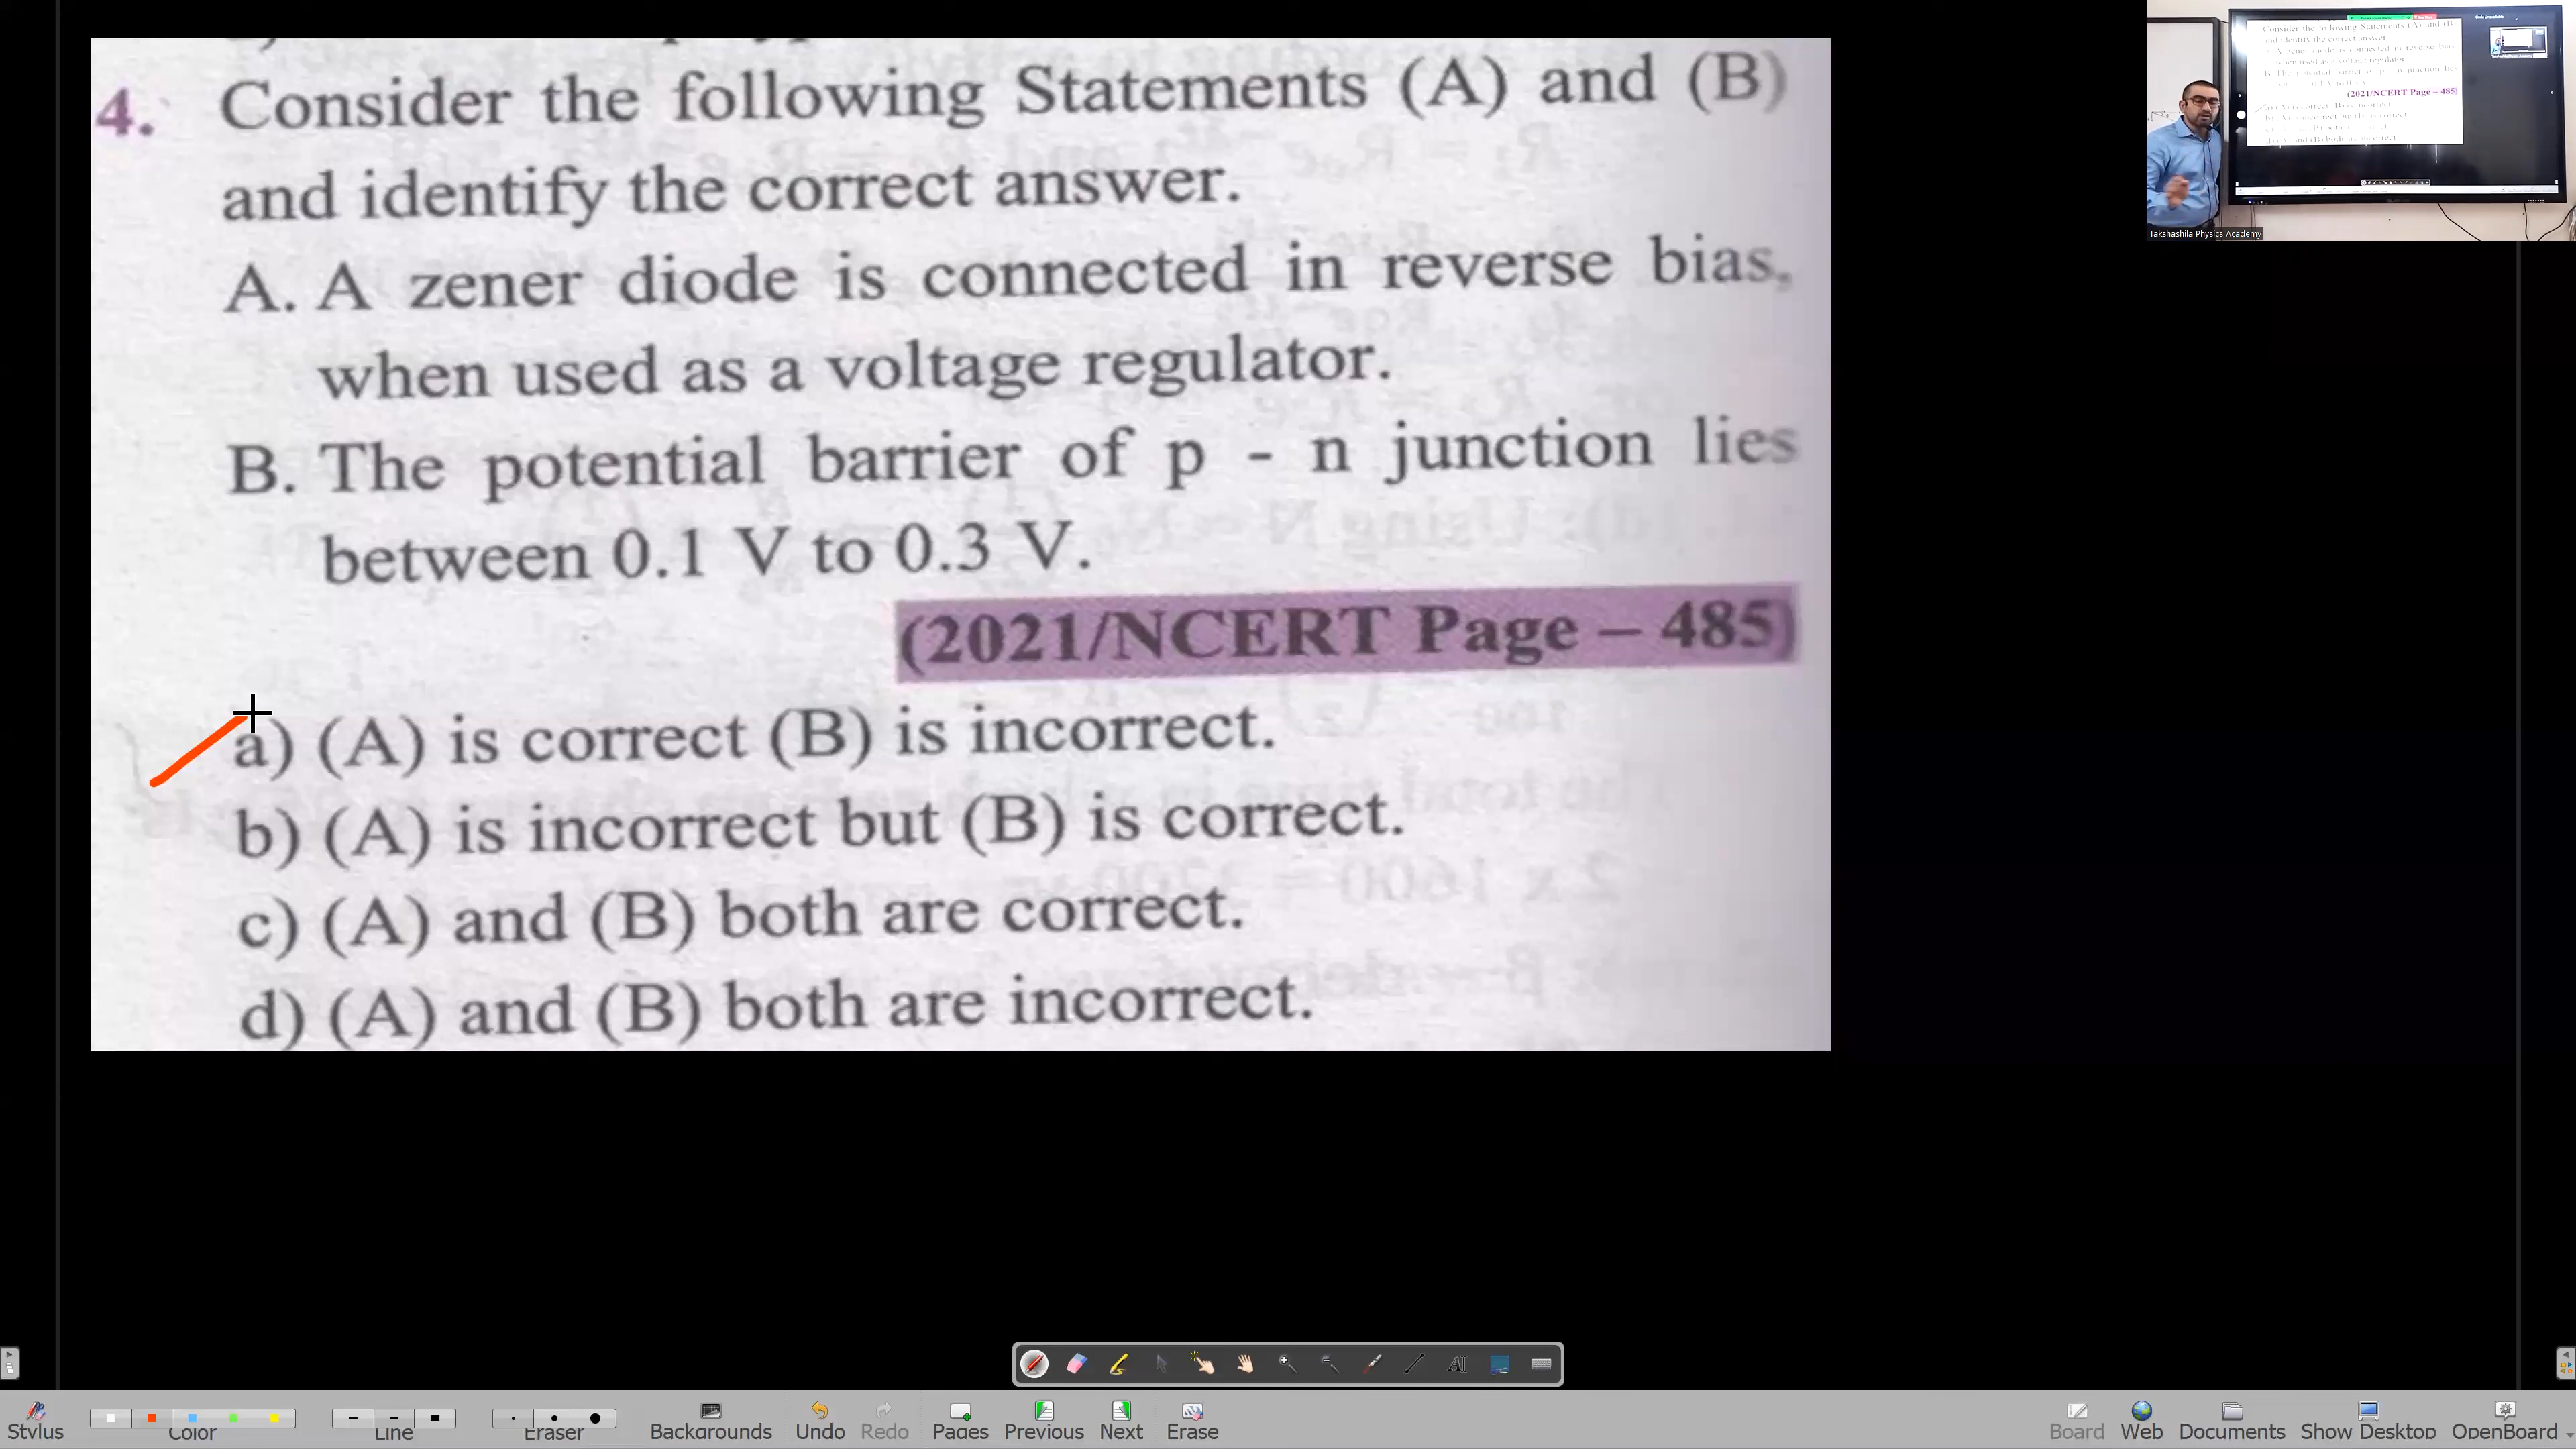 4. Consider the following Statements (A) and (B)
and identify the correct answer.
A. A zener diode is connected in reverse bias,
when used as a voltage regulator.
B. The potential barrier of p - n junction lies
between 0.1 V to 0.3 V.
(2021/NCERT Page – 485)
a) (A) is correct (B) is incorrect.
b) (A) is incorrect but (B) is correct.
c) (A) and (B) both are correct.
d) (A) and (B) both are incorrect.
Takshashila Physics Academy
Stylus Color Line Eraser Backgrounds Undo Redo Pages Previous Next Erase Board Web Documents Show Desktop OpenBoard